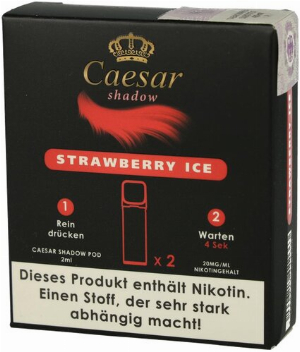 Caesar
shadow
STRAWBERRY ICE
1
Rein
drücken
2
Warten
4 Sek
x 2
CAESAR SHADOW POD
2ml
20MG/ML
NIKOTINGEHALT
Dieses Produkt enthält Nikotin.
Einen Stoff, der sehr stark
abhängig macht!